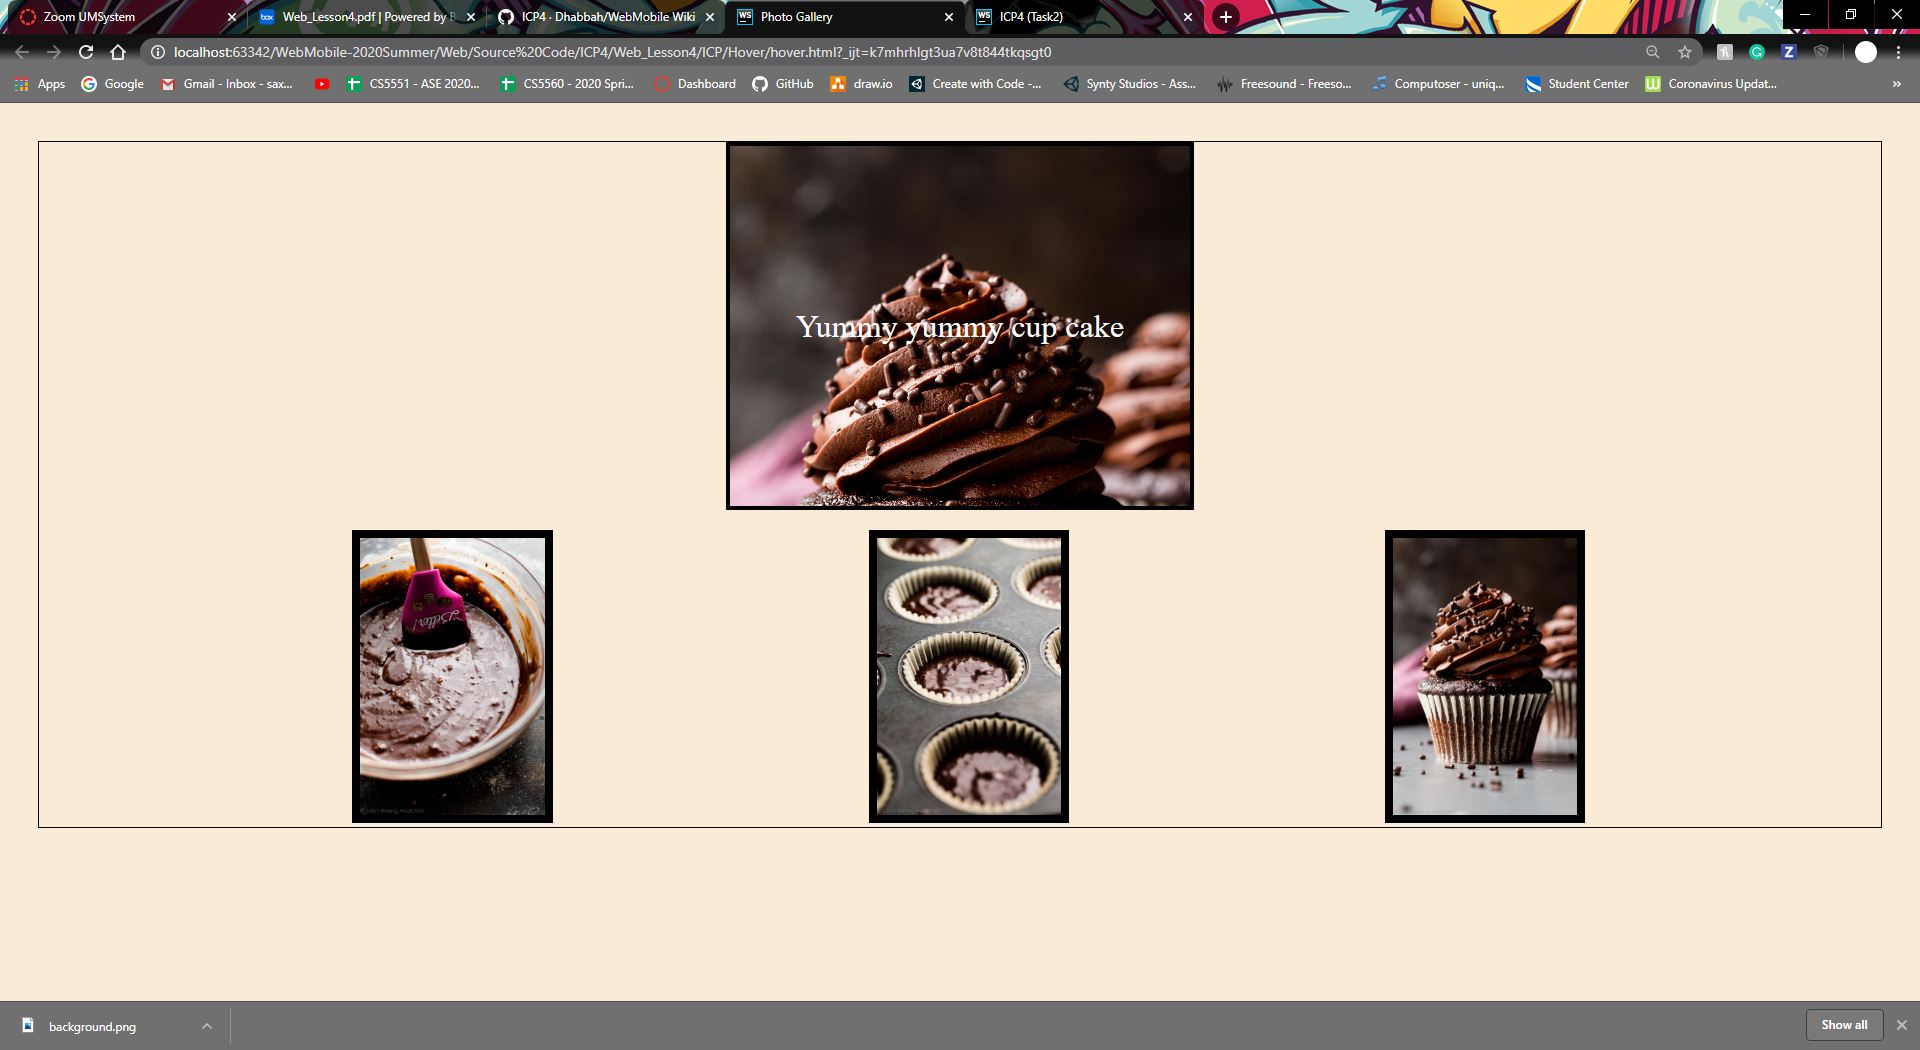 Zoom UMSystem
Web_Lesson4.pdf | Powered by B
ICP4 · Dhabbah/WebMobile Wiki
Photo Gallery
ICP4 (Task2)
localhost:63342/WebMobile-2020Summer/Web/Source%20Code/ICP4/Web_Lesson4/ICP/Hover/hover.html?_ijt=k7mhrhlgt3ua7v8t844tkqsgt0
Apps
Google
Gmail - Inbox - sax...
CS5551 - ASE 2020...
CS5560 - 2020 Spri...
Dashboard
GitHub
draw.io
Create with Code -...
Synty Studios - Ass...
Freesound - Freeso...
Computoser - uniq...
Student Center
Coronavirus Updat...
Yummy yummy cup cake
background.png
Show all